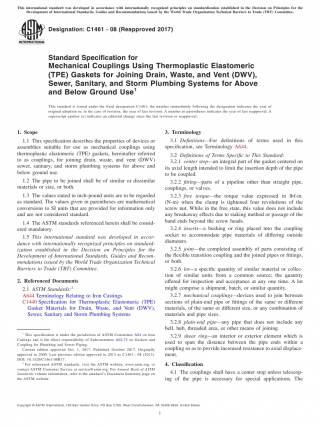 This international standard was developed in accordance with internationally recognized principles on standardization established in the Decision on Principles for the
Development of International Standards, Guides and Recommendations issued by the World Trade Organization Technical Barriers to Trade (TBT) Committee.
Designation: C1461 - 08 (Reapproved 2017)
Standard Specification for
Mechanical Couplings Using Thermoplastic Elastomeric
(TPE) Gaskets for Joining Drain, Waste, and Vent (DWV),
Sewer, Sanitary, and Storm Plumbing Systems for Above
and Below Ground Use1
This standard is issued under the fixed designation C1461; the number immediately following the designation indicates the year of
original adoption or, in the case of revision, the year of last revision. A number in parentheses indicates the year of last reapproval. A
superscript epsilon (ε) indicates an editorial change since the last revision or reapproval.
1. Scope
1.1 This specification describes the properties of devices or
assemblies suitable for use as mechanical couplings using
thermoplastic elastomeric (TPE) gaskets, hereinafter referred
to as couplings, for joining drain, waste, and vent (DWV)
sewer, sanitary, and storm plumbing systems for above and
below ground use.
1.2 The pipes to be joined shall be of similar or dissimilar
materials or size, or both.
1.3 The values stated in inch-pound units are to be regarded
as standard. The values given in parentheses are mathematical
conversions to SI units that are provided for information only
and are not considered standard.
1.4 The ASTM standards referenced herein shall be consid-
ered mandatory.
1.5 This international standard was developed in accor-
dance with internationally recognized principles on standard-
ization established in the Decision on Principles for the
Development of International Standards, Guides and Recom-
mendations issued by the World Trade Organization Technical
Barriers to Trade (TBT) Committee.
2. Referenced Documents
2.1 ASTM Standards:2
A644 Terminology Relating to Iron Castings
C1440 Specification for Thermoplastic Elastomeric (TPE)
Gasket Materials for Drain, Waste, and Vent (DWV),
Sewer, Sanitary and Storm Plumbing Systems
1 This specification is under the jurisdiction of ASTM Committee A04 on Iron
Castings and is the direct responsibility of Subcommittee A04.75 on Gaskets and
Coupling for Plumbing and Sewer Piping.
Current edition approved Oct. 1, 2017. Published October 2017. Originally
approved in 2000. Last previous edition approved in 2013 as C1461 – 08 (2013).
DOI: 10.1520/C1461-08R17.
2 For referenced ASTM standards, visit the ASTM website, www.astm.org, or
contact ASTM Customer Service at service@astm.org. For Annual Book of ASTM
Standards volume information, refer to the standard's Document Summary page on
the ASTM website.
3. Terminology
3.1 Definitions—For definitions of terms used in this
specification, see Terminology A644.
3.2 Definitions of Terms Specific to This Standard:
3.2.1 center stop—an integral part of the gasket centered on
its axial length intended to limit the insertion depth of the pipe
to be coupled.
3.2.2 fitting—parts of a pipeline other than straight pipe,
couplings, or valves.
3.2.3 free torque—the torque value expressed in lbf-in.
(N-m) when the clamp is tightened four revolutions of the
screw nut. While in the free state, this value does not include
any breakaway effects due to staking method or passage of the
band ends beyond the screw heads.
3.2.4 inserts—a bushing or ring placed into the coupling
socket to accommodate pipe materials of differing outside
diameters.
3.2.5 joint—the completed assembly of parts consisting of
the flexible transition coupling and the joined pipes or fittings,
or both.
3.2.6 lot—a specific quantity of similar material or collec-
tion of similar units from a common source; the quantity
offered for inspection and acceptance at any one time. A lot
might comprise a shipment, batch, or similar quantity.
3.2.7 mechanical couplings—devices used to join between
sections of plain-end pipe or fittings of the same or different
materials, of the same or different size, or any combination of
materials and pipe sizes.
3.2.8 plain-end pipe—any pipe that does not include any
bell, hub, threaded area, or other means of joining.
3.2.9 shear ring—an interior or exterior element which is
used to span the distance between the pipe ends within a
coupling so as to provide increased resistance to axial displace-
ment.
4. Classification
4.1 The couplings shall have a center stop unless telescop-
ing of the pipe is necessary for special applications. The
Copyright © ASTM International, 100 Barr Harbor Drive, PO Box C700, West Conshohocken, PA 19428-2959. United States
1